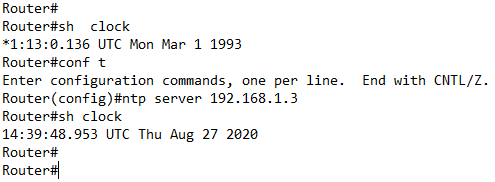 Router#
Router#sh  clock
*1:13:0.136 UTC Mon Mar 1 1993
Router#conf t
Enter configuration commands, one per line.  End with CNTL/Z.
Router(config)#ntp server 192.168.1.3
Router#sh clock
14:39:48.953 UTC Thu Aug 27 2020
Router#
Router#